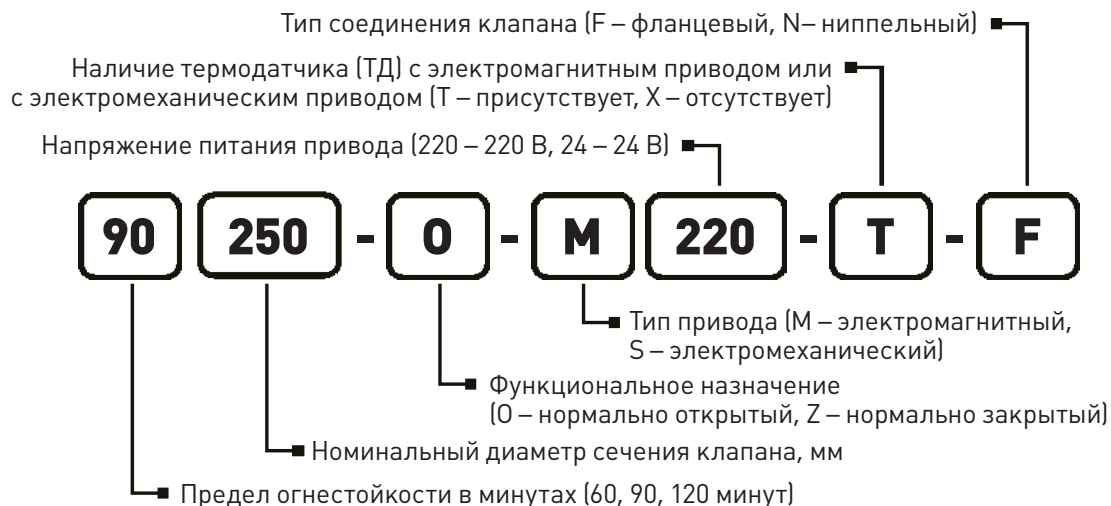 Тип соединения клапана (F – фланцевый, N– ниппельный)
Наличие термодатчика (ТД) с электромагнитным приводом или
с электромеханическим приводом (Т – присутствует, Х – отсутствует)
Напряжение питания привода (220 – 220 В, 24 – 24 В)
90 250 - О - М 220 - Т - F
Тип привода (М – электромагнитный,
S – электромеханический)
Функциональное назначение
(О – нормально открытый, Z – нормально закрытый)
Номинальный диаметр сечения клапана, мм
Предел огнестойкости в минутах (60, 90, 120 минут)